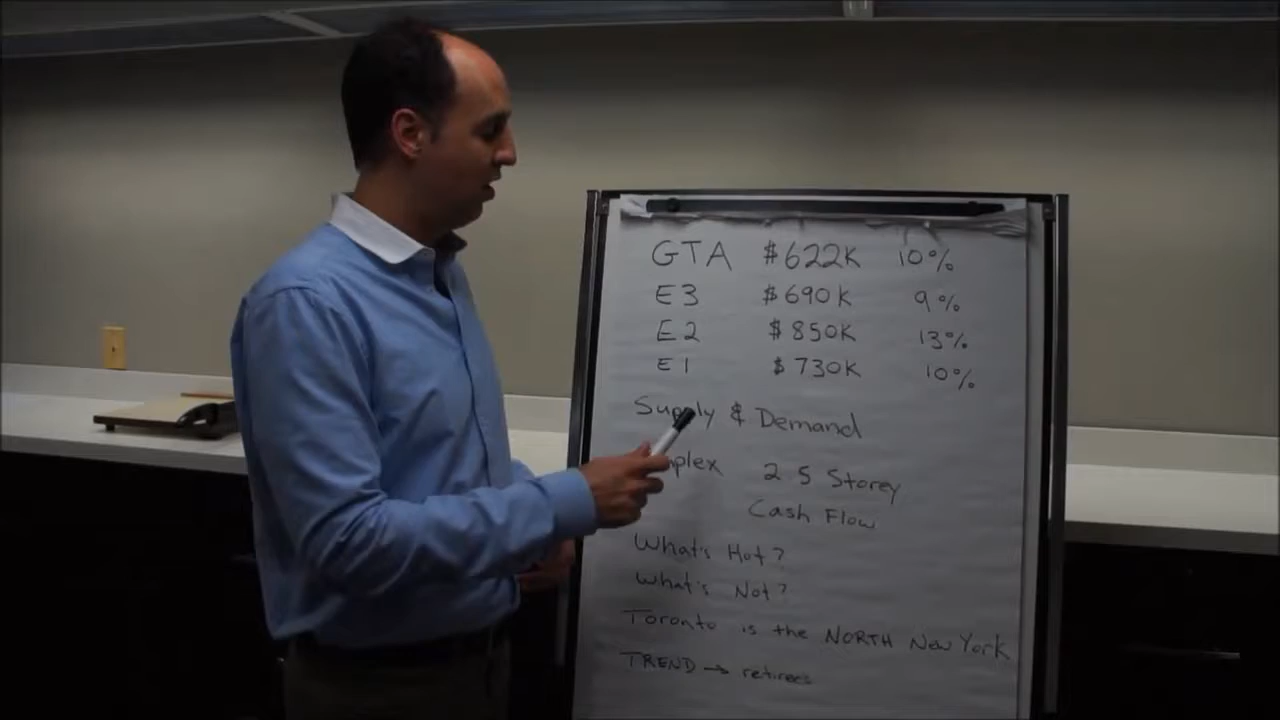 GTA $622K 10%
E3 $690K 9%
E2 $850K 13%
E1 $730K 10%
Supply & Demand
2.5 Storey
Cash Flow
What's Hot?
What's Not?
Toronto is the NORTH New York
TREND → retirees